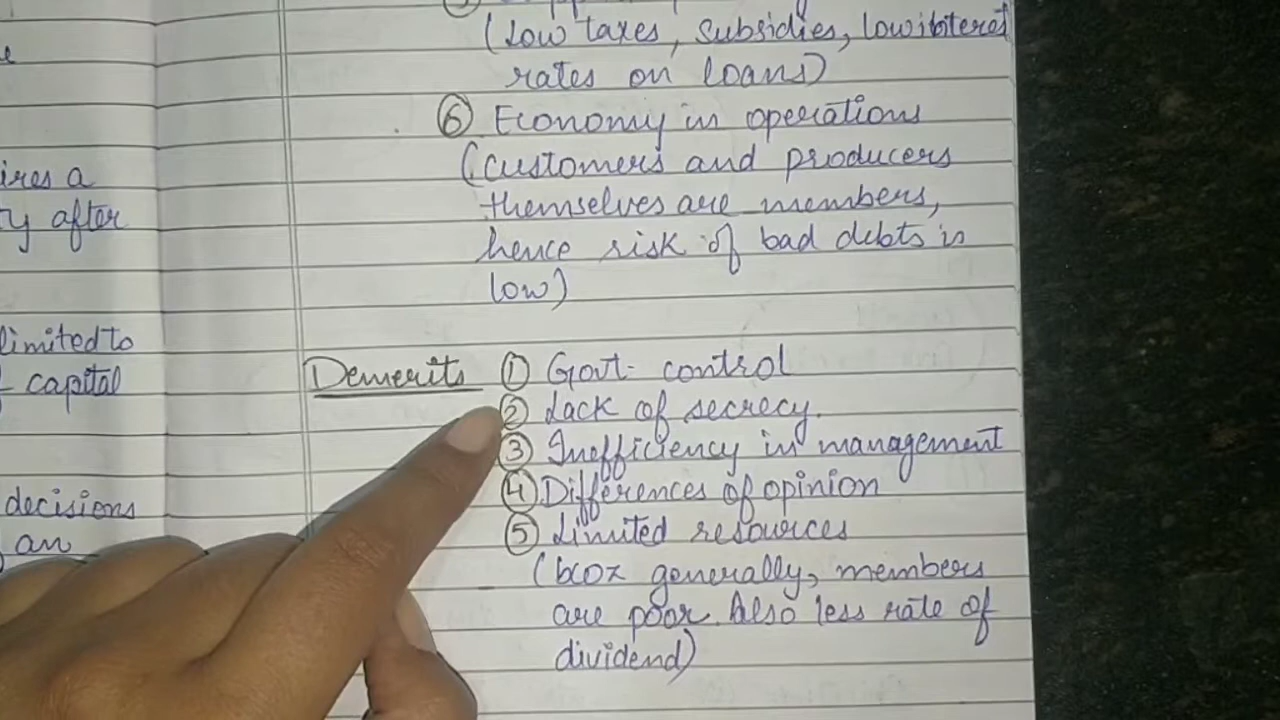 (Low taxes, subsidies, low interest
rates on loans)
⑥ Economy in operations
(customers and producers
themselves are members,
hence risk of bad debts is
low)
ires a
y after
limited to
capital
decisions
an
Demerits ① Govt. control
② Lack of secrecy.
③ Inefficiency in management
④ Differences of opinion
⑤ Limited resources
(bcoz generally, members
are poor. Also less rate of
dividend)